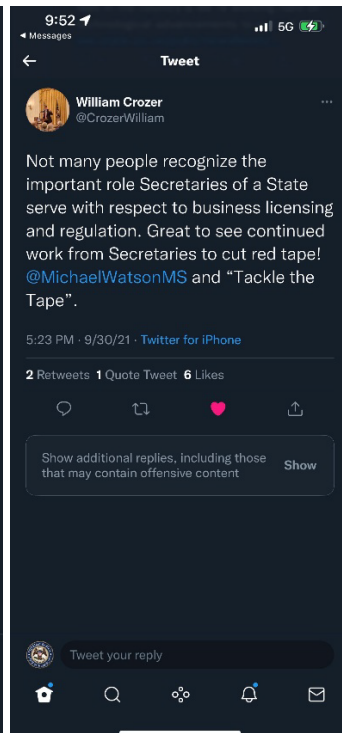 9:52
5G
Messages
Tweet
William Crozer
@CrozerWilliam
Not many people recognize the
important role Secretaries of a State
serve with respect to business licensing
and regulation. Great to see continued
work from Secretaries to cut red tape!
@MichaelWatsonMS and “Tackle the
Tape”.
5:23 PM · 9/30/21 · Twitter for iPhone
2 Retweets 1 Quote Tweet 6 Likes
Show additional replies, including those
that may contain offensive content
Show
Tweet your reply